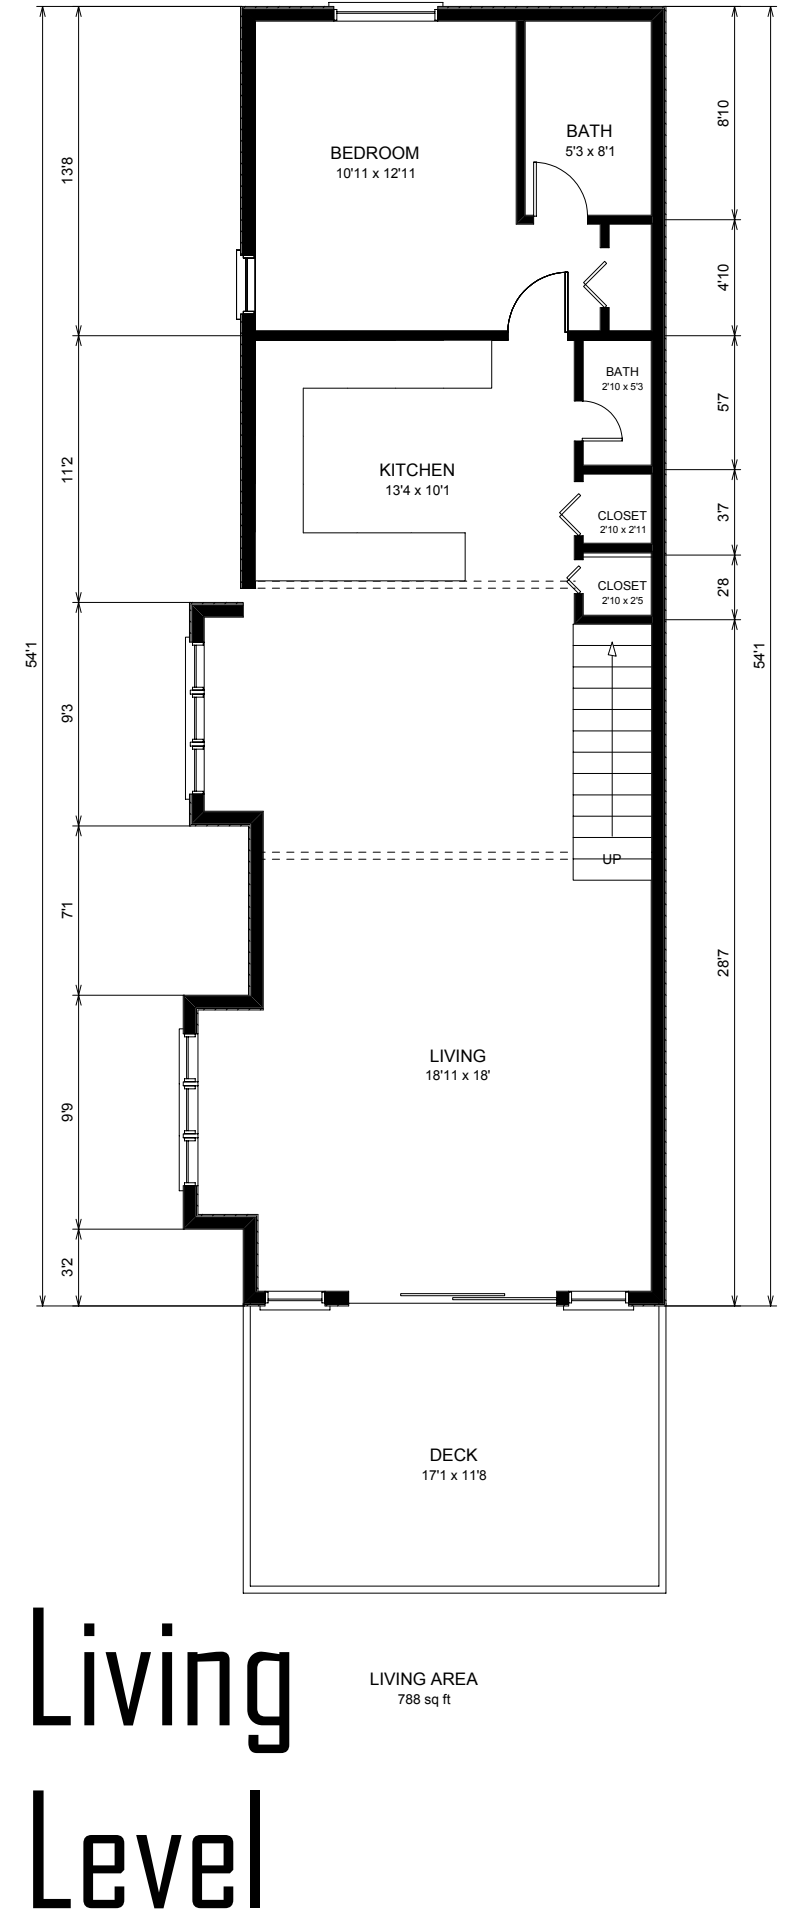 8'10
BATH
5'3 x 8'1
BEDROOM
10'11 x 12'11
13'8
4'10
BATH
2'10 x 5'3
5'7
KITCHEN
13'4 x 10'1
11'2
CLOSET
2'10 x 2'11
3'7
CLOSET
2'10 x 2'5
2'8
54'1
54'1
9'3
UP
7'1
28'7
LIVING
18'11 x 18'
9'9
3'2
DECK
17'1 x 11'8
Living
Level
LIVING AREA
788 sq ft